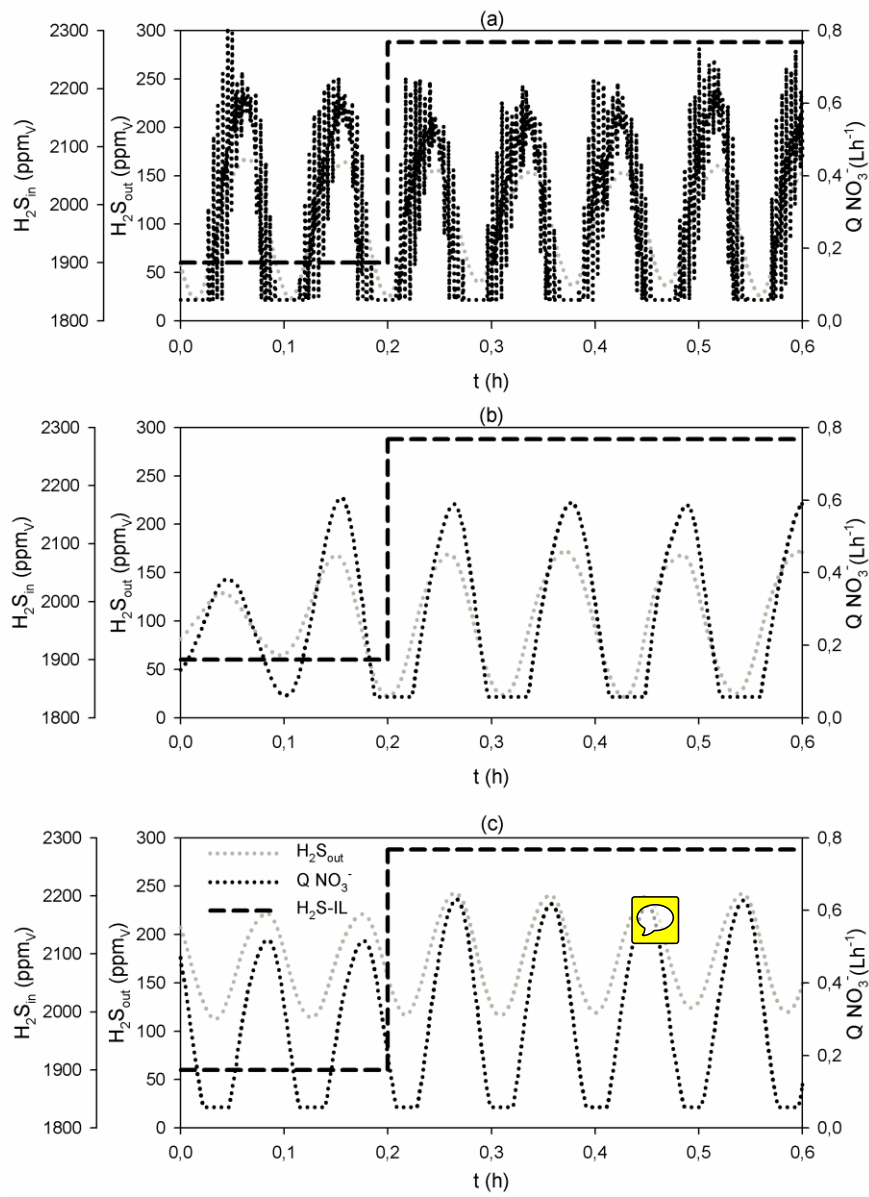 (a)
H₂Sᵢₙ (ppmᵥ)
2300
2200
2100
2000
1900
1800
H₂Sₒᵤₜ (ppmᵥ)
300
250
200
150
100
50
0
Q NO₃⁻(Lh⁻¹)
0,8
0,6
0,4
0,2
0,0
0,0 0,1 0,2 0,3 0,4 0,5 0,6
t (h)
(b)
H₂Sᵢₙ (ppmᵥ)
2300
2200
2100
2000
1900
1800
H₂Sₒᵤₜ (ppmᵥ)
300
250
200
150
100
50
0
Q NO₃⁻(Lh⁻¹)
0,8
0,6
0,4
0,2
0,0
0,0 0,1 0,2 0,3 0,4 0,5 0,6
t (h)
(c)
H₂Sᵢₙ (ppmᵥ)
2300
2200
2100
2000
1900
1800
H₂Sₒᵤₜ (ppmᵥ)
300
250
200
150
100
50
0
H₂Sₒᵤₜ
Q NO₃⁻
H₂S-IL
Q NO₃⁻(Lh⁻¹)
0,8
0,6
0,4
0,2
0,0
0,0 0,1 0,2 0,3 0,4 0,5 0,6
t (h)